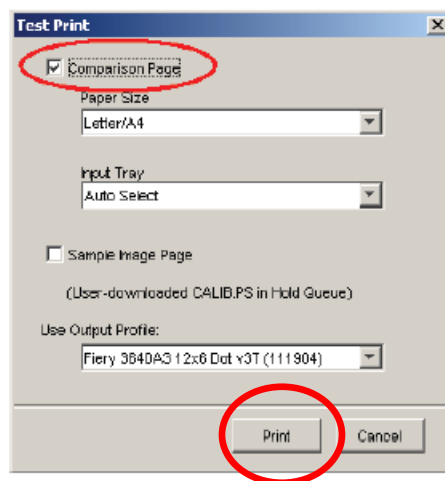 Test Print
Comparison Page
Paper Size
Letter/A4
Input Tray
Auto Select
Sample Image Page
(User-downloaded CALIB.PS in Hold Queue)
Use Output Profile:
Fiery 3640A3 12x6 Dot v3T (111904)
Print
Cancel